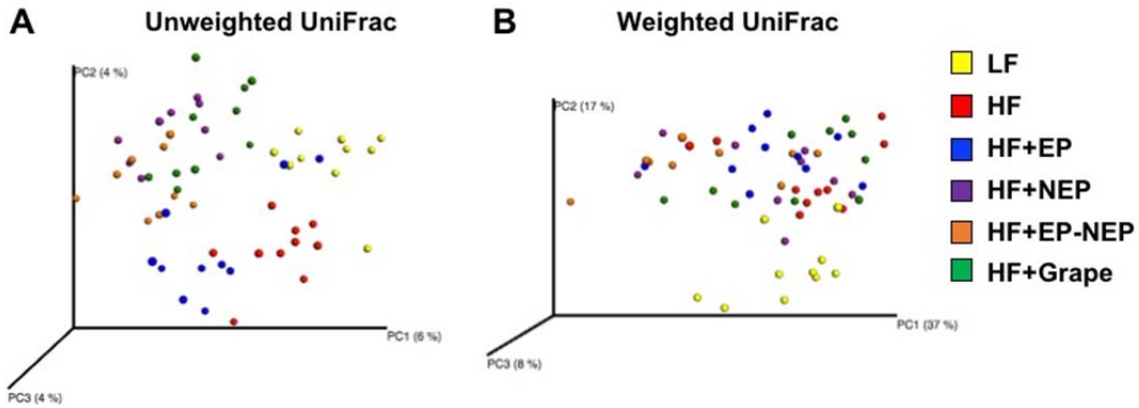 A Unweighted UniFrac
PC2 (4 %)
PC1 (6 %)
PC3 (4 %)
B Weighted UniFrac
PC2 (17 %)
PC1 (37 %)
PC3 (8 %)
LF
HF
HF+EP
HF+NEP
HF+EP-NEP
HF+Grape